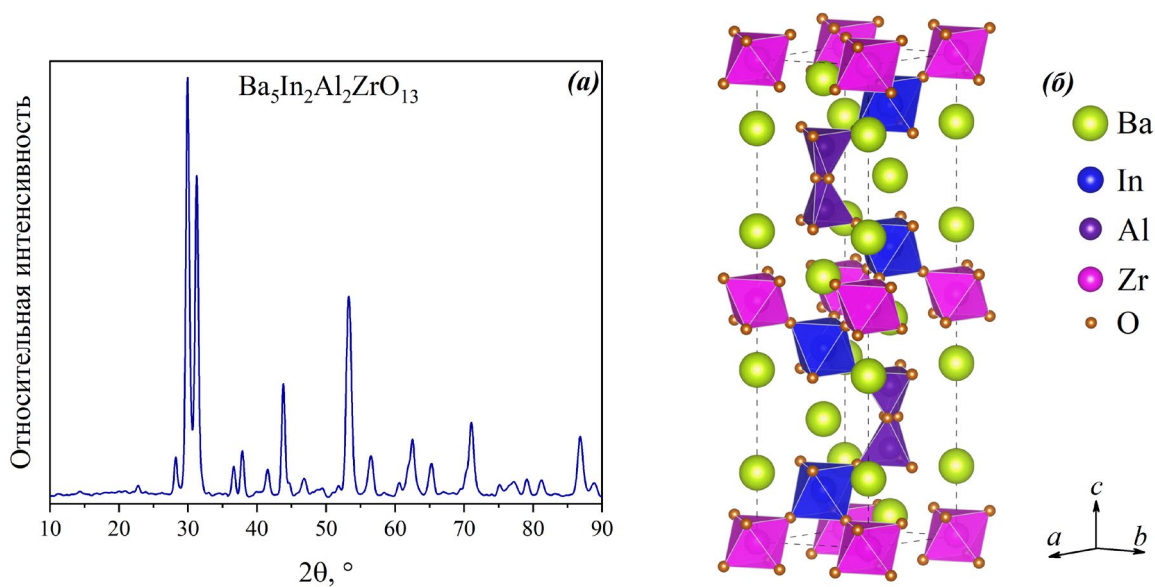 Ba₅In₂Al₂ZrO₁₃
(а)
Относительная интенсивность
10 20 30 40 50 60 70 80 90
2θ, °
(б)
Ba
In
Al
Zr
O
c
a
b